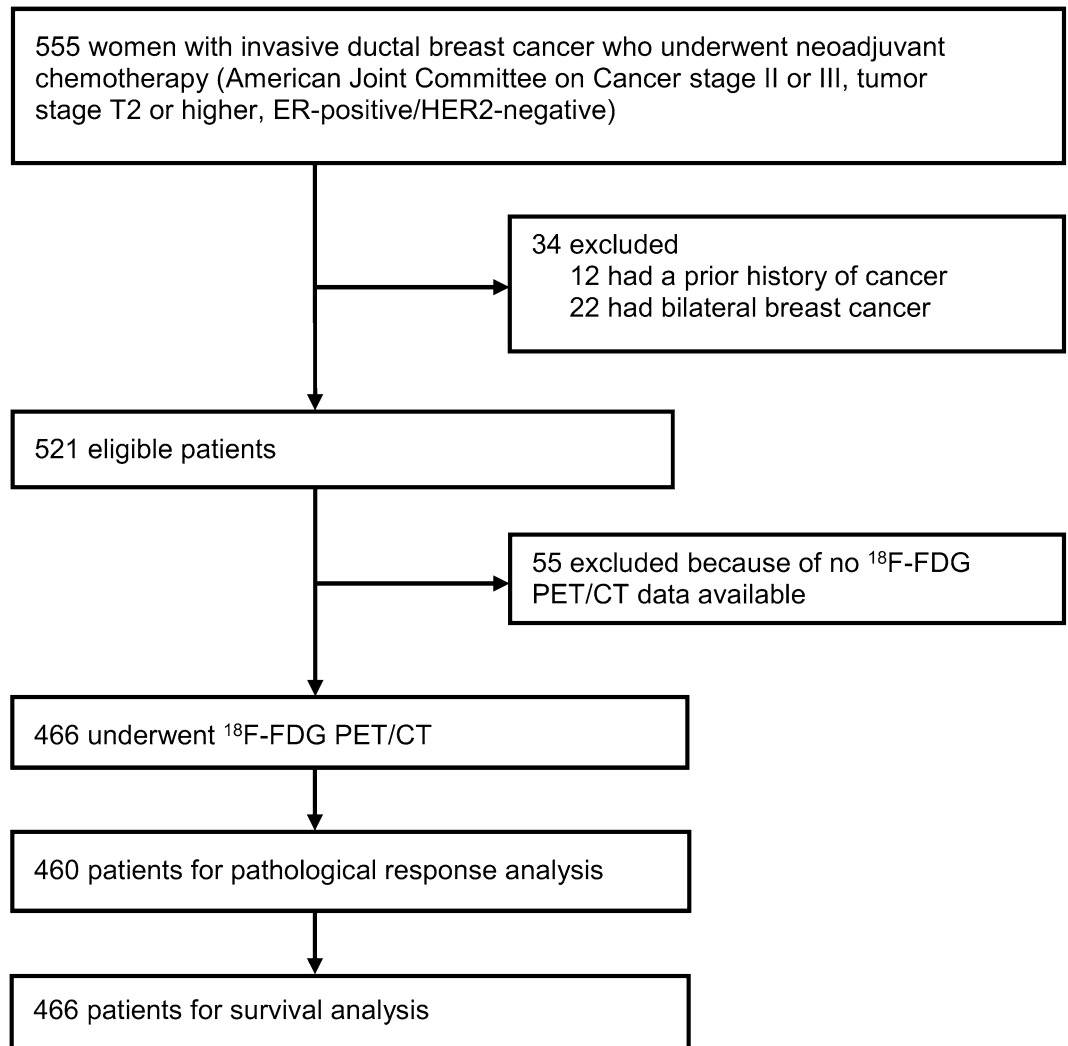 555 women with invasive ductal breast cancer who underwent neoadjuvant
chemotherapy (American Joint Committee on Cancer stage II or III, tumor
stage T2 or higher, ER-positive/HER2-negative)
34 excluded
12 had a prior history of cancer
22 had bilateral breast cancer
521 eligible patients
55 excluded because of no ¹⁸F-FDG
PET/CT data available
466 underwent ¹⁸F-FDG PET/CT
460 patients for pathological response analysis
466 patients for survival analysis